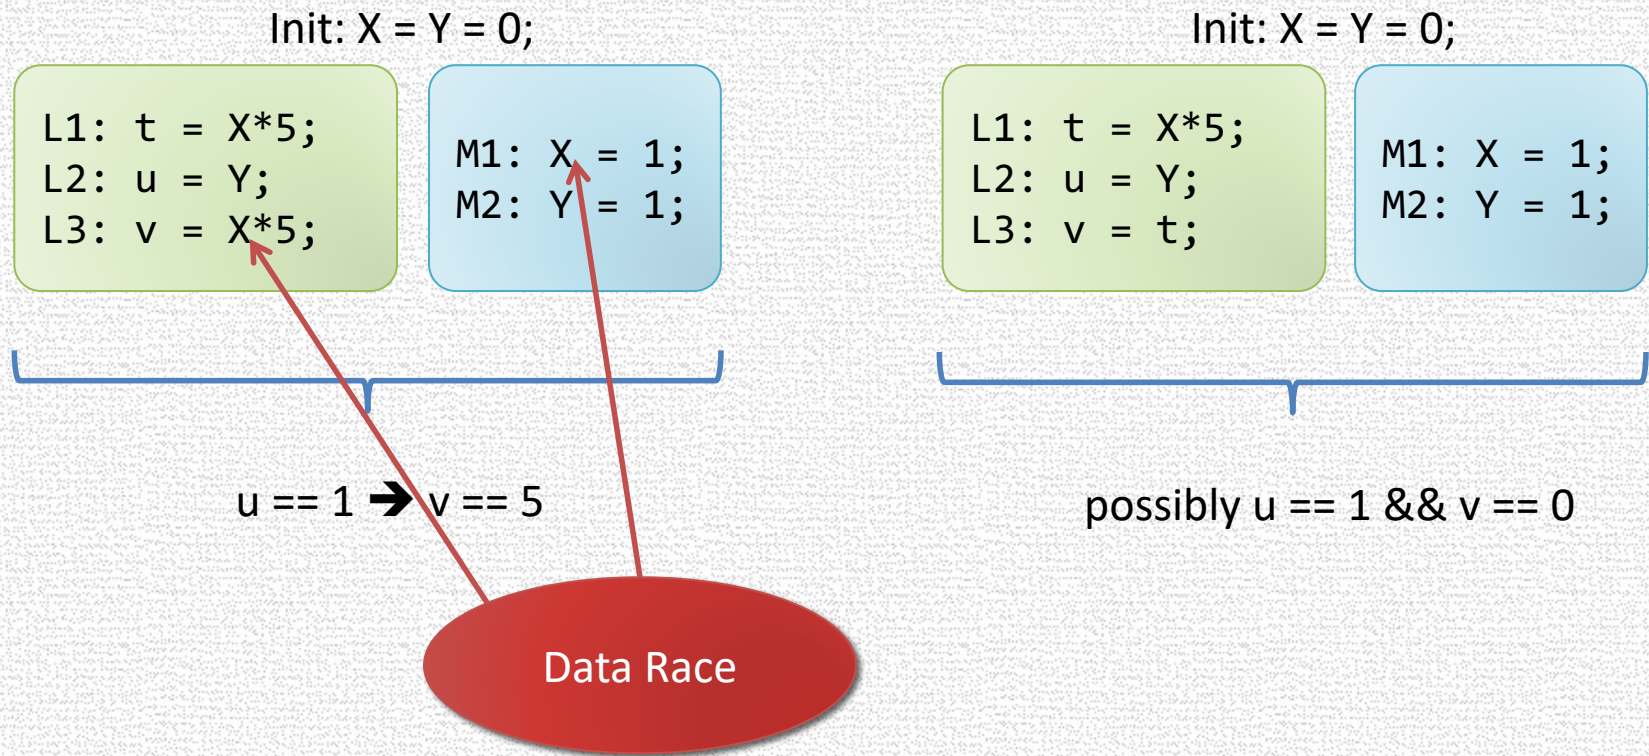 Init: X = Y = 0;
L1: t = X*5;
L2: u = Y;
L3: v = X*5;
M1: X = 1;
M2: Y = 1;
u == 1 🡺 v == 5
Data Race
Init: X = Y = 0;
L1: t = X*5;
L2: u = Y;
L3: v = t;
M1: X = 1;
M2: Y = 1;
possibly u == 1 && v == 0